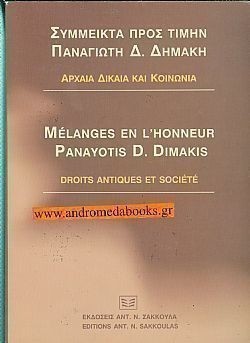 ΣΥΜΜΕΙΚΤΑ ΠΡΟΣ ΤΙΜΗΝ
ΠΑΝΑΓΙΩΤΗ Δ. ΔΗΜΑΚΗ
ΑΡΧΑΙΑ ΔΙΚΑΙΑ ΚΑΙ ΚΟΙΝΩΝΙΑ
MÉLANGES EN L'HONNEUR
PANAYOTIS D. DIMAKIS
DROITS ANTIQUES ET SOCIÉTÉ
www.andromedabooks.gr
ΕΚΔΟΣΕΙΣ ΑΝΤ. Ν. ΣΑΚΚΟΥΛΑ
EDITIONS ANT. N. SAKKOULAS